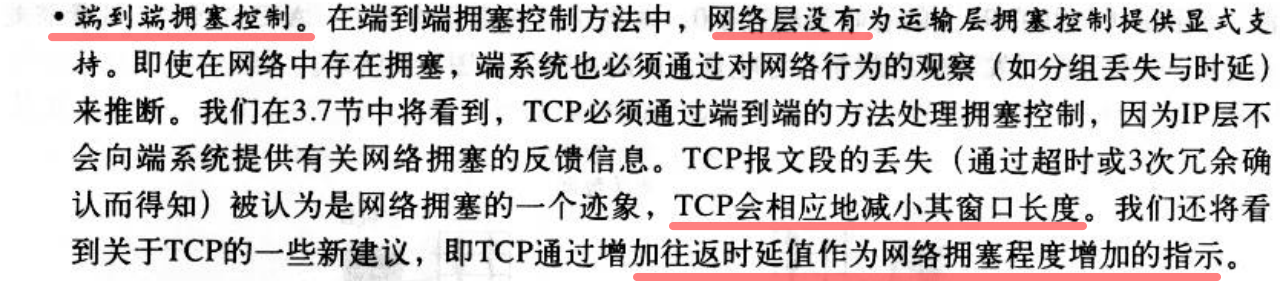 • 端到端拥塞控制。在端到端拥塞控制方法中，网络层没有为运输层拥塞控制提供显式支
持。即使在网络中存在拥塞，端系统也必须通过对网络行为的观察（如分组丢失与时延）
来推断。我们在3.7节中将看到，TCP必须通过端到端的方法处理拥塞控制，因为IP层不
会向端系统提供有关网络拥塞的反馈信息。TCP报文段的丢失（通过超时或3次冗余确
认而得知）被认为是网络拥塞的一个迹象，TCP会相应地减小其窗口长度。我们还将看
到关于TCP的一些新建议，即TCP通过增加往返时延值作为网络拥塞程度增加的指示。